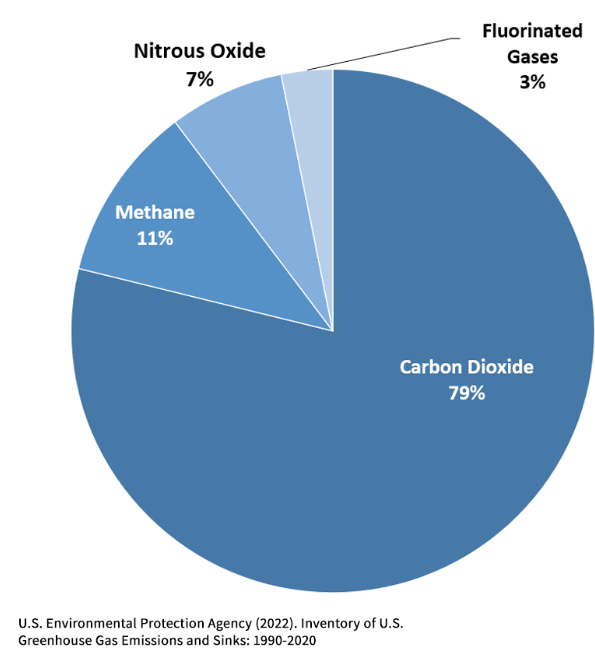 Fluorinated
Gases
3%
Nitrous Oxide
7%
Methane
11%
Carbon Dioxide
79%
U.S. Environmental Protection Agency (2022). Inventory of U.S.
Greenhouse Gas Emissions and Sinks: 1990-2020